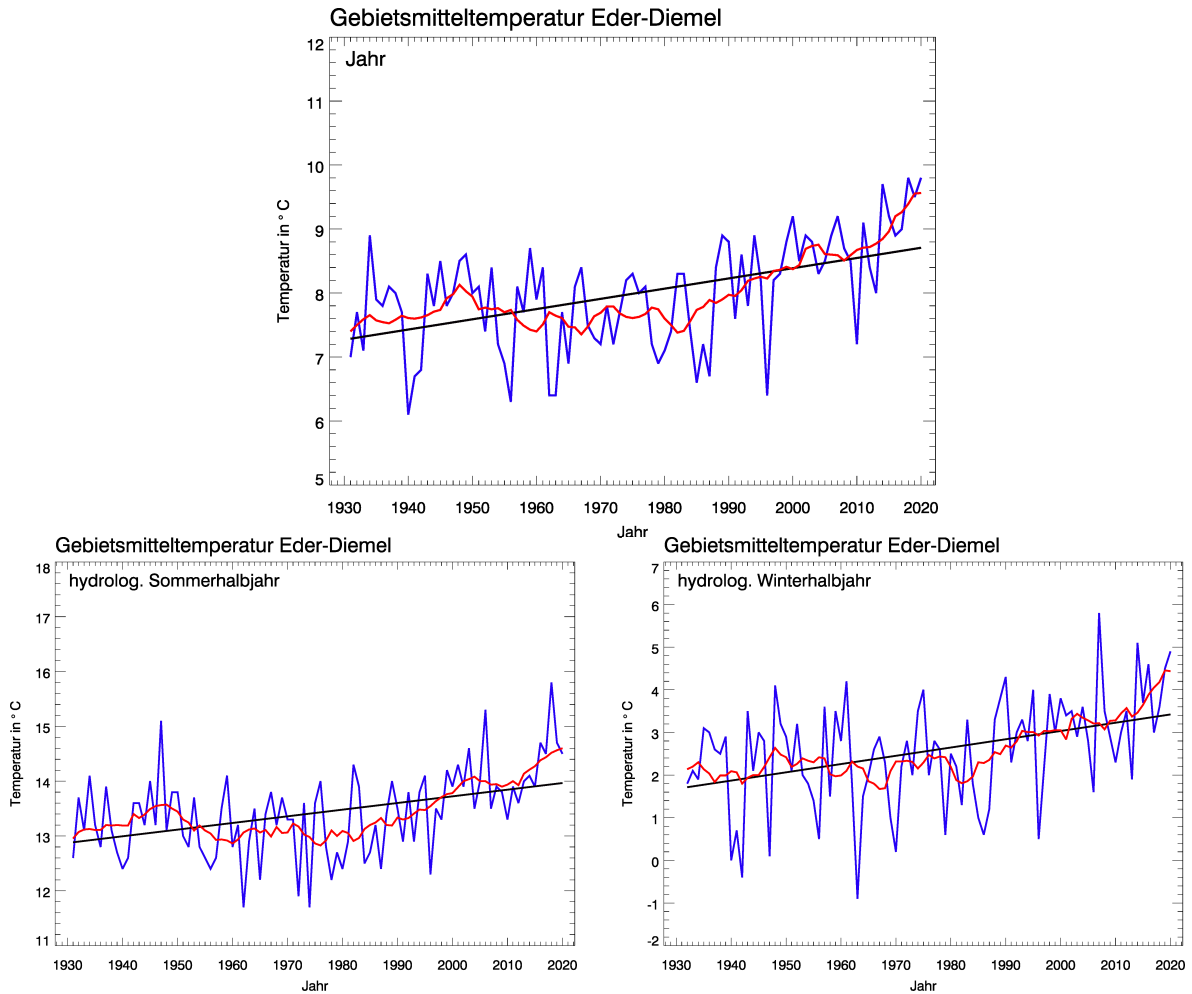 Gebietsmitteltemperatur Eder-Diemel
Jahr
12
11
10
9
8
7
6
5
Temperatur in ° C
1930 1940 1950 1960 1970 1980 1990 2000 2010 2020
Jahr
Gebietsmitteltemperatur Eder-Diemel
hydrolog. Sommerhalbjahr
18
17
16
15
14
13
12
11
Temperatur in ° C
1930 1940 1950 1960 1970 1980 1990 2000 2010 2020
Jahr
Gebietsmitteltemperatur Eder-Diemel
hydrolog. Winterhalbjahr
7
6
5
4
3
2
1
0
-1
-2
Temperatur in ° C
1930 1940 1950 1960 1970 1980 1990 2000 2010 2020
Jahr